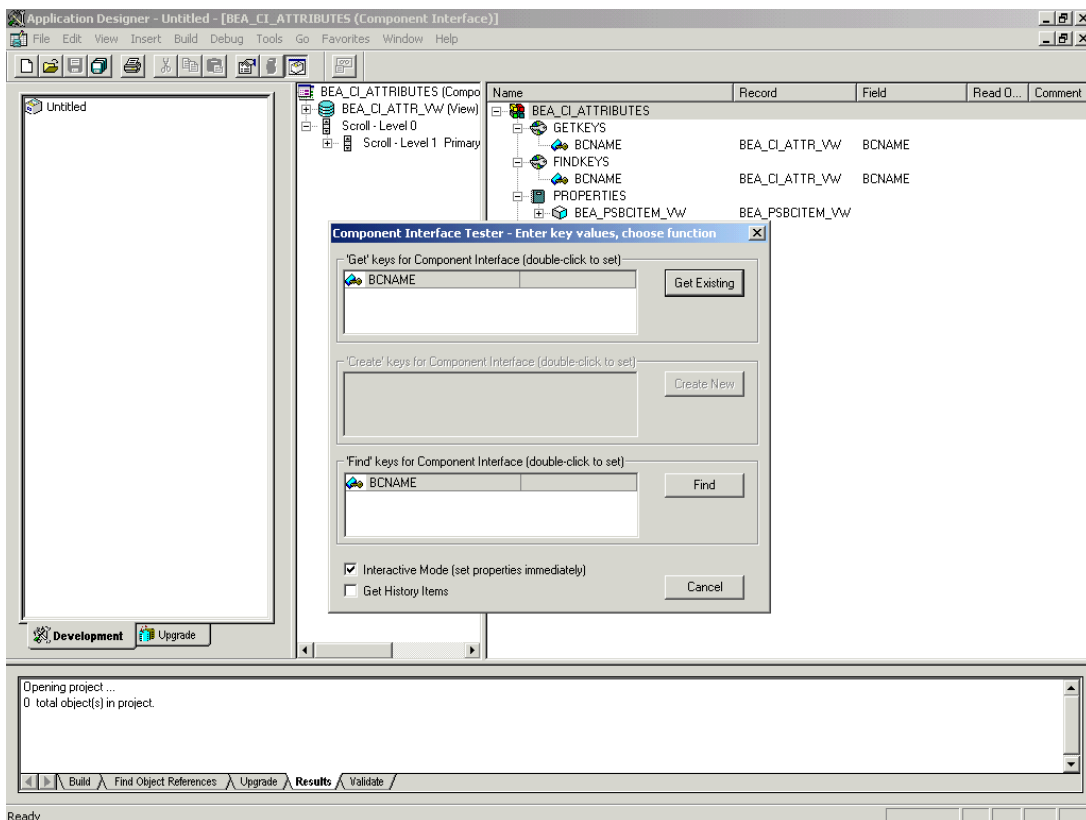 Application Designer - Untitled - [BEA_CI_ATTRIBUTES (Component Interface)]
File Edit View Insert Build Debug Tools Go Favorites Window Help
Untitled
BEA_CI_ATTRIBUTES (Compo
BEA_CI_ATTR_VW (View)
Scroll - Level 0
Scroll - Level 1 Primary
Name Record Field Read O... Comment
BEA_CI_ATTRIBUTES
GETKEYS
BCNAME BEA_CI_ATTR_VW BCNAME
FINDKEYS
BCNAME BEA_CI_ATTR_VW BCNAME
PROPERTIES
BEA_PSBCITEM_VW BEA_PSBCITEM_VW
Component Interface Tester - Enter key values, choose function
'Get' keys for Component Interface (double-click to set)
BCNAME
Get Existing
'Create' keys for Component Interface (double-click to set)
Create New
'Find' keys for Component Interface (double-click to set)
BCNAME
Find
Interactive Mode (set properties immediately)
Get History Items
Cancel
Development Upgrade
Opening project ...
0 total object(s) in project.
Build Find Object References Upgrade Results Validate
Ready